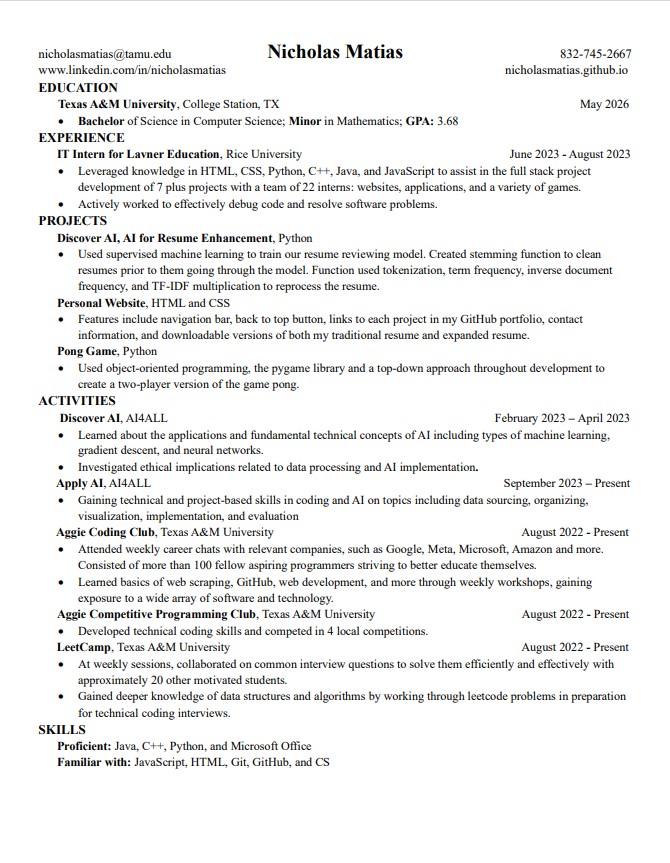 Nicholas Matias
nicholasmatias@tamu.edu 832-745-2667
www.linkedin.com/in/nicholasmatias nicholasmatias.github.io
EDUCATION
Texas A&M University, College Station, TX May 2026
• Bachelor of Science in Computer Science; Minor in Mathematics; GPA: 3.68
EXPERIENCE
IT Intern for Lavner Education, Rice University June 2023 - August 2023
• Leveraged knowledge in HTML, CSS, Python, C++, Java, and JavaScript to assist in the full stack project
development of 7 plus projects with a team of 22 interns: websites, applications, and a variety of games.
• Actively worked to effectively debug code and resolve software problems.
PROJECTS
Discover AI, AI for Resume Enhancement, Python
• Used supervised machine learning to train our resume reviewing model. Created stemming function to clean
resumes prior to them going through the model. Function used tokenization, term frequency, inverse document
frequency, and TF-IDF multiplication to reprocess the resume.
Personal Website, HTML and CSS
• Features include navigation bar, back to top button, links to each project in my GitHub portfolio, contact
information, and downloadable versions of both my traditional resume and expanded resume.
Pong Game, Python
• Used object-oriented programming, the pygame library and a top-down approach throughout development to
create a two-player version of the game pong.
ACTIVITIES
Discover AI, AI4ALL February 2023 – April 2023
• Learned about the applications and fundamental technical concepts of AI including types of machine learning,
gradient descent, and neural networks.
• Investigated ethical implications related to data processing and AI implementation.
Apply AI, AI4ALL September 2023 – Present
• Gaining technical and project-based skills in coding and AI on topics including data sourcing, organizing,
visualization, implementation, and evaluation
Aggie Coding Club, Texas A&M University August 2022 - Present
• Attended weekly career chats with relevant companies, such as Google, Meta, Microsoft, Amazon and more.
Consisted of more than 100 fellow aspiring programmers striving to better educate themselves.
• Learned basics of web scraping, GitHub, web development, and more through weekly workshops, gaining
exposure to a wide array of software and technology.
Aggie Competitive Programming Club, Texas A&M University August 2022 - Present
• Developed technical coding skills and competed in 4 local competitions.
LeetCamp, Texas A&M University August 2022 - Present
• At weekly sessions, collaborated on common interview questions to solve them efficiently and effectively with
approximately 20 other motivated students.
• Gained deeper knowledge of data structures and algorithms by working through leetcode problems in preparation
for technical coding interviews.
SKILLS
Proficient: Java, C++, Python, and Microsoft Office
Familiar with: JavaScript, HTML, Git, GitHub, and CS